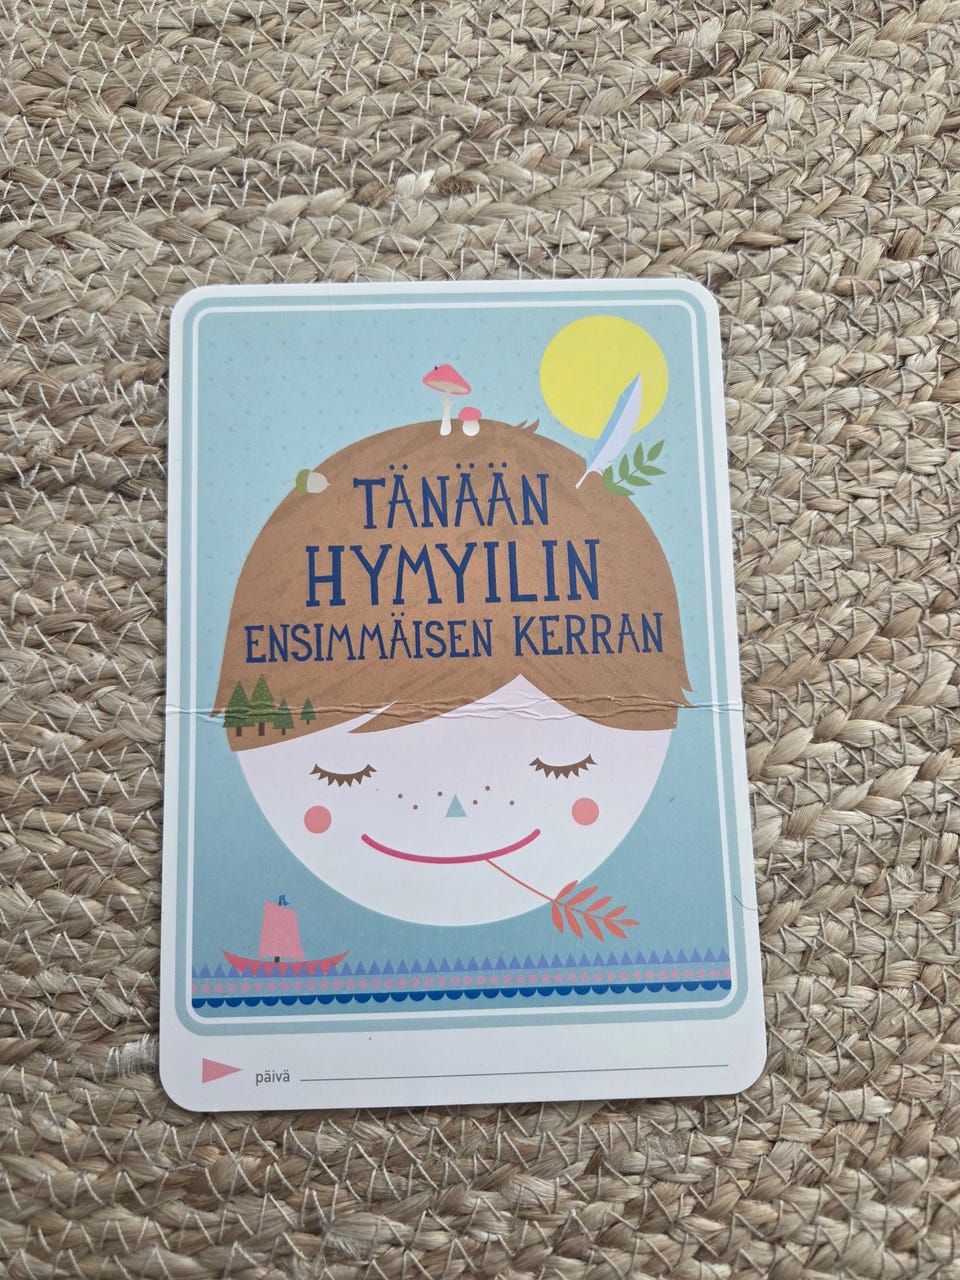 TÄNÄÄN
HYMYILIN
ENSIMMÄISEN KERRAN
päivä